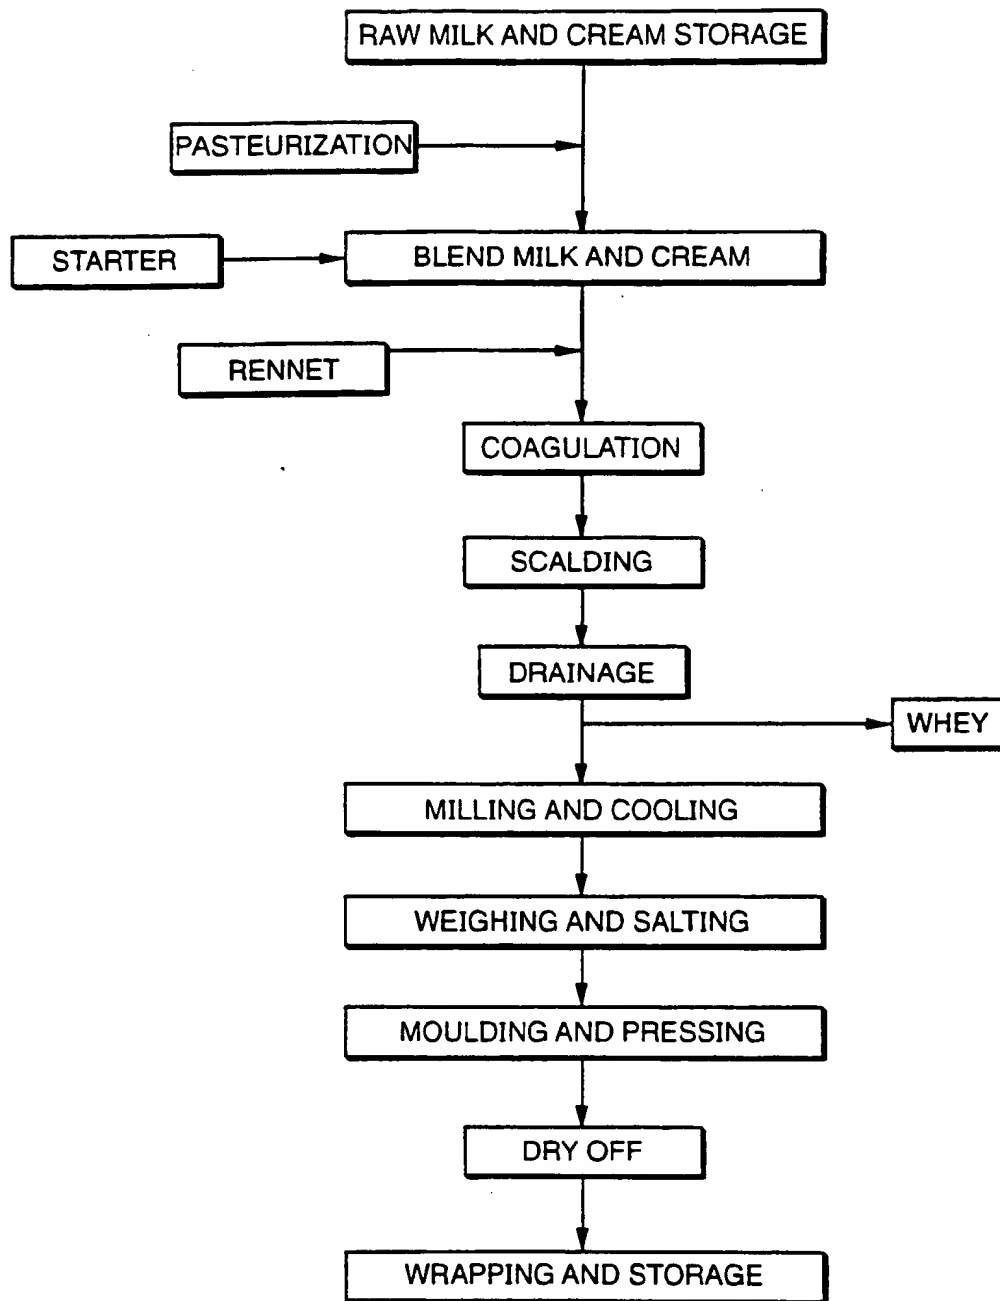 RAW MILK AND CREAM STORAGE
PASTEURIZATION
STARTER
BLEND MILK AND CREAM
RENNET
COAGULATION
SCALDING
DRAINAGE
WHEY
MILLING AND COOLING
WEIGHING AND SALTING
MOULDING AND PRESSING
DRY OFF
WRAPPING AND STORAGE